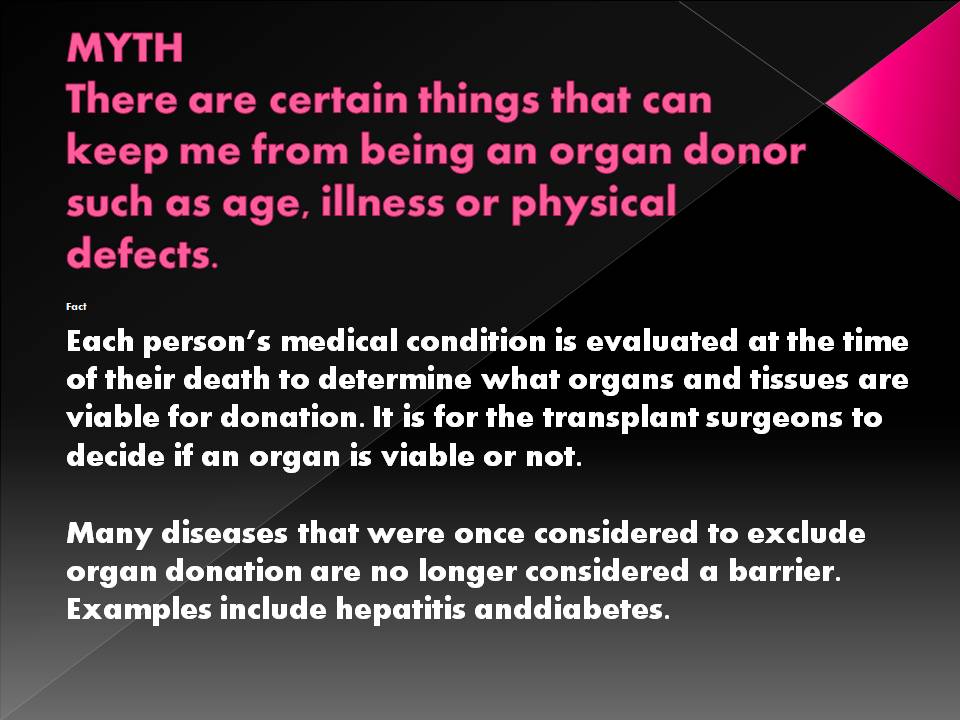 MYTH
There are certain things that can
keep me from being an organ donor
such as age, illness or physical
defects.
Fact
Each person's medical condition is evaluated at the time
of their death to determine what organs and tissues are
viable for donation. It is for the transplant surgeons to
decide if an organ is viable or not.
Many diseases that were once considered to exclude
organ donation are no longer considered a barrier.
Examples include hepatitis anddiabetes.